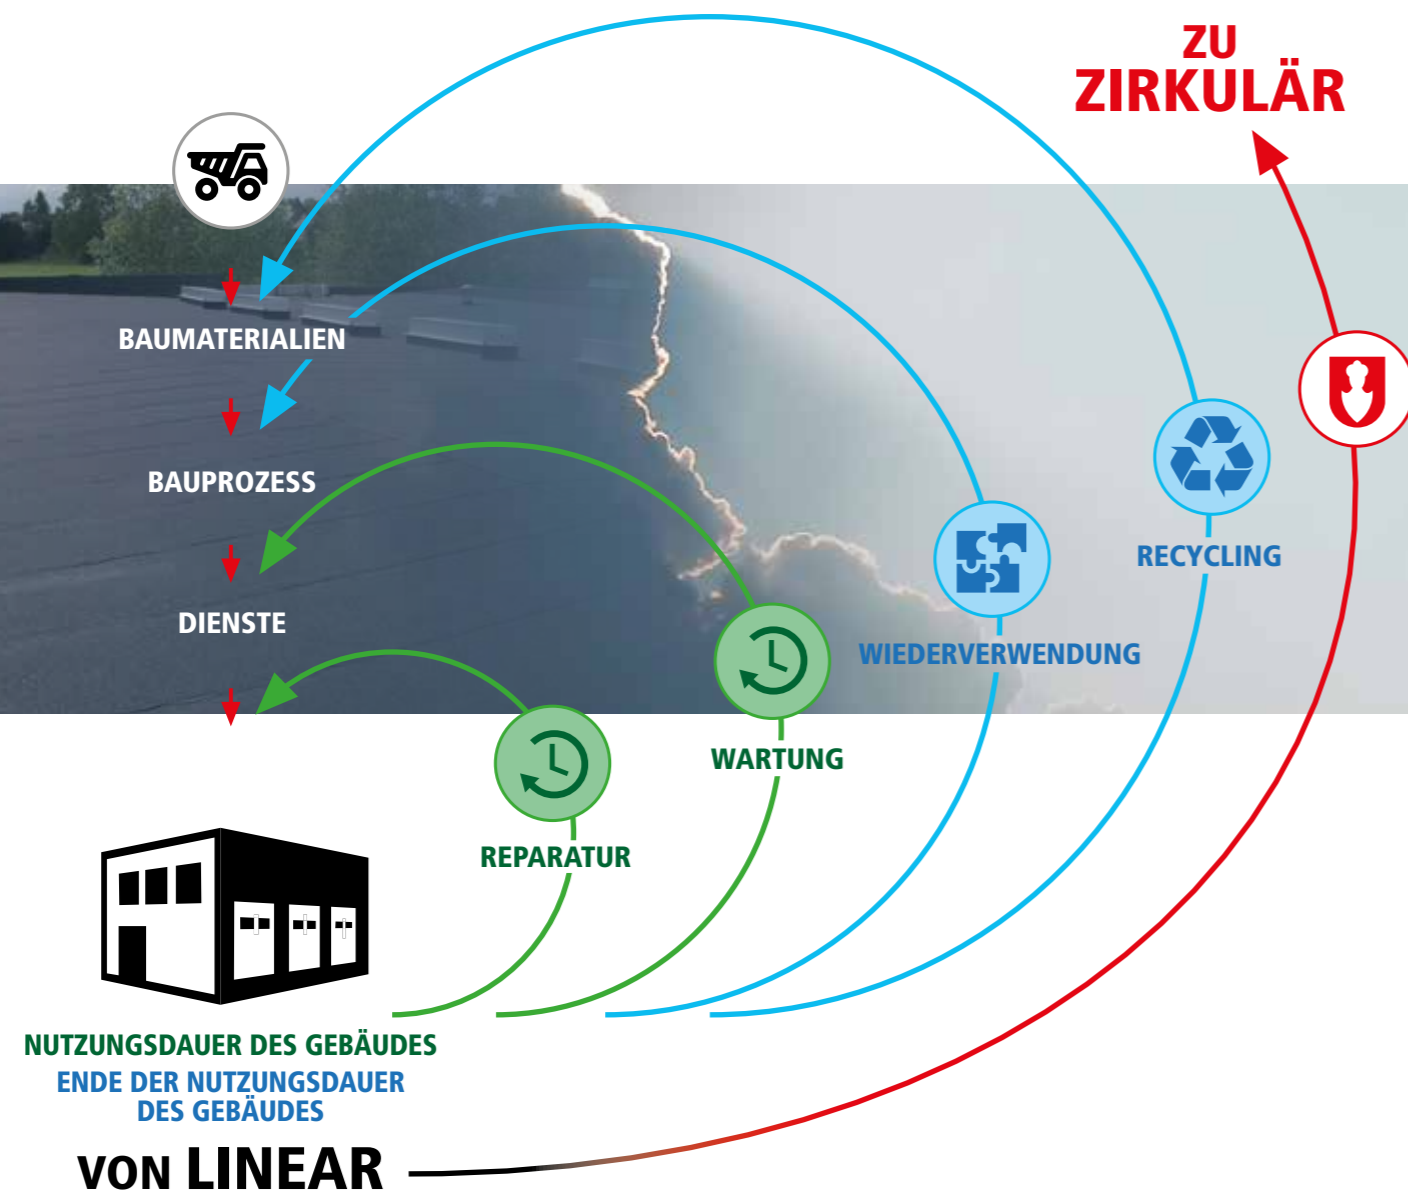 ZU
ZIRKULÄR
BAUMATERIALIEN
BAUPROZESS
DIENSTE
RECYCLING
WIEDERVERWENDUNG
WARTUNG
REPARATUR
NUTZUNGSDAUER DES GEBÄUDES
ENDE DER NUTZUNGSDAUER
DES GEBÄUDES
VON LINEAR